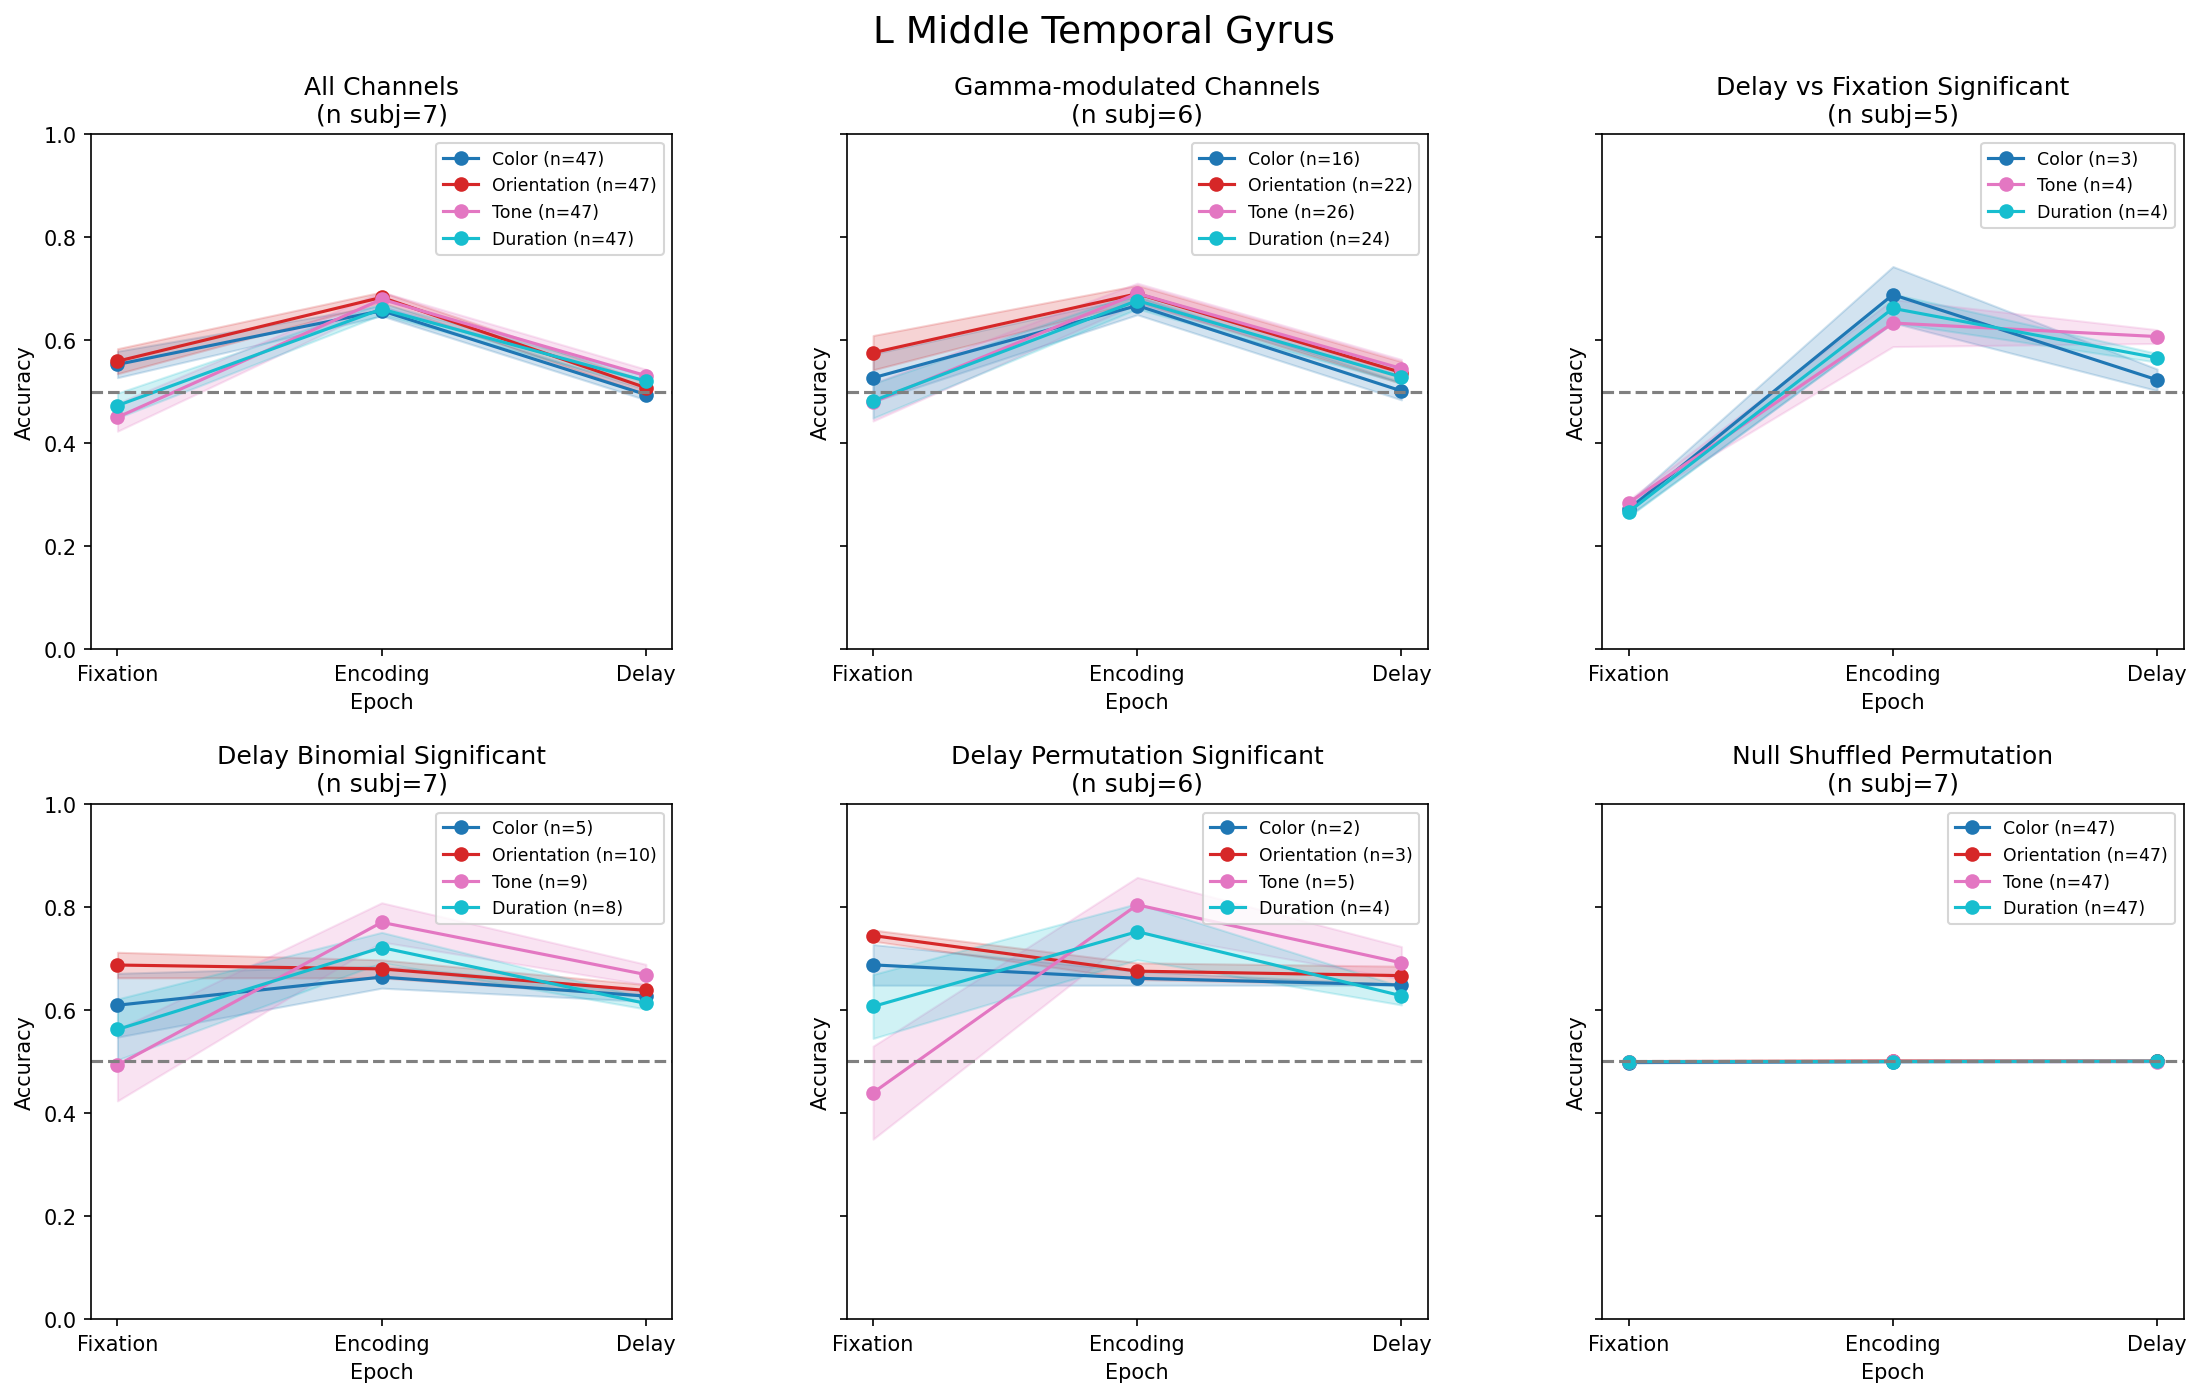 L Middle Temporal Gyrus
All Channels
(n subj=7)
1.0
0.8
0.6
0.4
0.2
0.0
Accuracy
Color (n=47)
Orientation (n=47)
Tone (n=47)
Duration (n=47)
Fixation
Encoding
Delay
Epoch
Gamma-modulated Channels
(n subj=6)
Accuracy
Color (n=16)
Orientation (n=22)
Tone (n=26)
Duration (n=24)
Fixation
Encoding
Delay
Epoch
Delay vs Fixation Significant
(n subj=5)
Accuracy
Color (n=3)
Tone (n=4)
Duration (n=4)
Fixation
Encoding
Delay
Epoch
Delay Binomial Significant
(n subj=7)
1.0
0.8
0.6
0.4
0.2
0.0
Accuracy
Color (n=5)
Orientation (n=10)
Tone (n=9)
Duration (n=8)
Fixation
Encoding
Delay
Epoch
Delay Permutation Significant
(n subj=6)
Accuracy
Color (n=2)
Orientation (n=3)
Tone (n=5)
Duration (n=4)
Fixation
Encoding
Delay
Epoch
Null Shuffled Permutation
(n subj=7)
Accuracy
Color (n=47)
Orientation (n=47)
Tone (n=47)
Duration (n=47)
Fixation
Encoding
Delay
Epoch